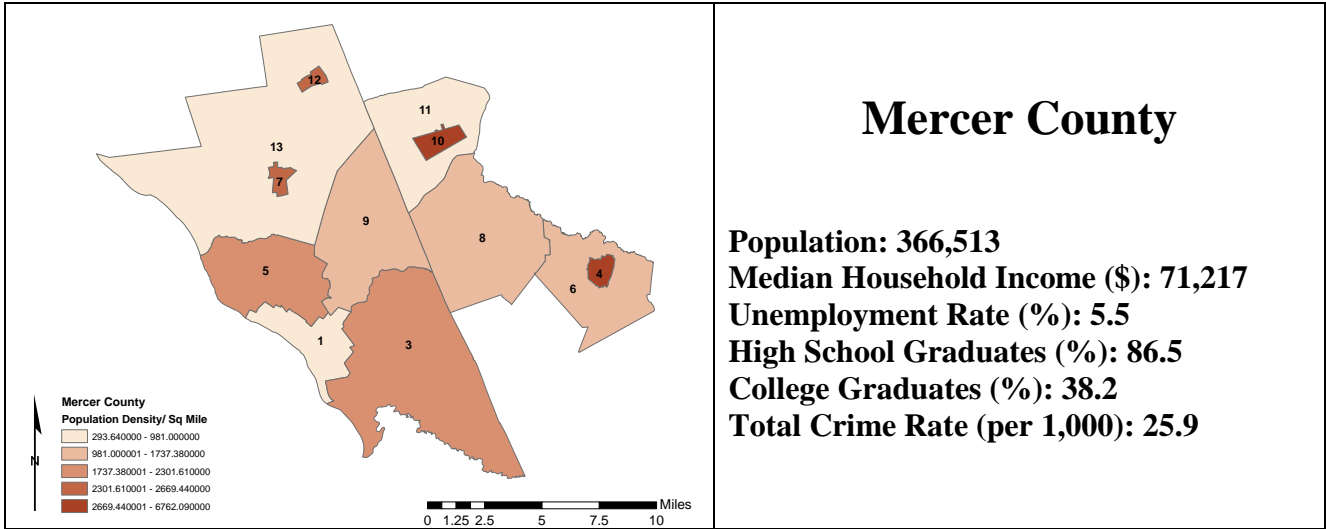 12
11
10
13
7
9
8
5
4
6
1
3
Mercer County
Population Density/ Sq Mile
293.640000 - 981.000000
981.000001 - 1737.380000
1737.380001 - 2301.610000
2301.610001 - 2669.440000
2669.440001 - 6762.090000
N
Miles
0 1.25 2.5 5 7.5 10
Mercer County
Population: 366,513
Median Household Income ($): 71,217
Unemployment Rate (%): 5.5
High School Graduates (%): 86.5
College Graduates (%): 38.2
Total Crime Rate (per 1,000): 25.9